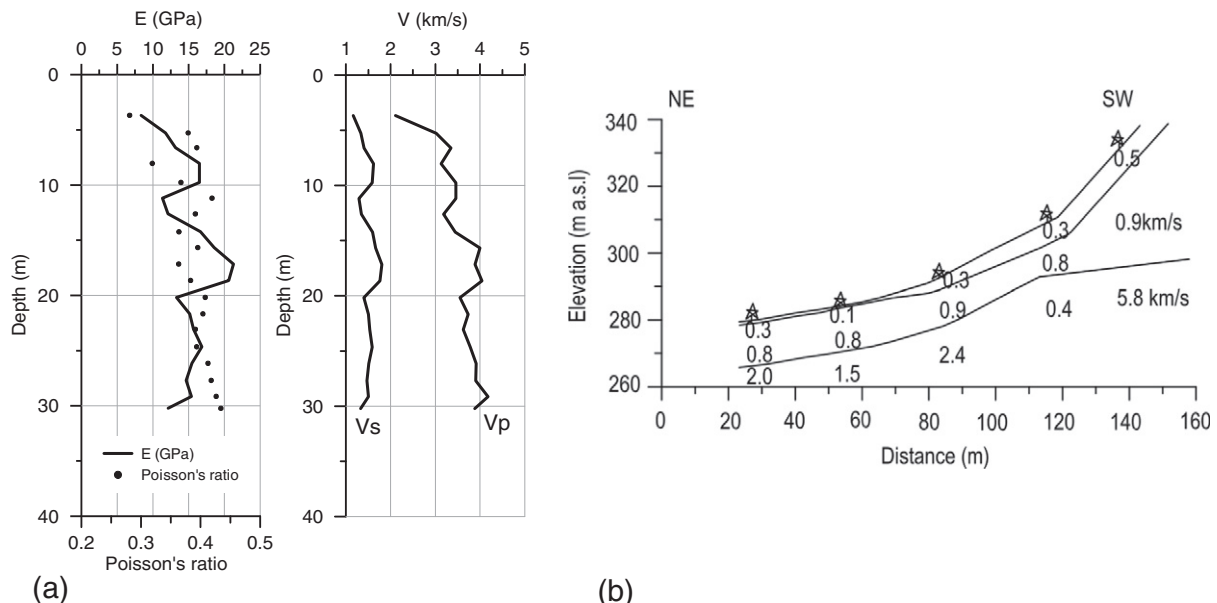 E (GPa)
0 5 10 15 20 25
0
10
20
30
40
Depth (m)
E (GPa)
Poisson's ratio
0.2 0.3 0.4 0.5
Poisson's ratio
(a)
V (km/s)
1 2 3 4 5
0
10
20
30
40
Depth (m)
Vs
Vp
NE
SW
340
320
300
280
260
Elevation (m a.s.l)
0.5
0.3
0.9km/s
0.8
0.3
5.8 km/s
0.1
0.9
0.4
0.3
0.8
0.8
2.4
2.0
1.5
0 20 40 60 80 100 120 140 160
Distance (m)
(b)